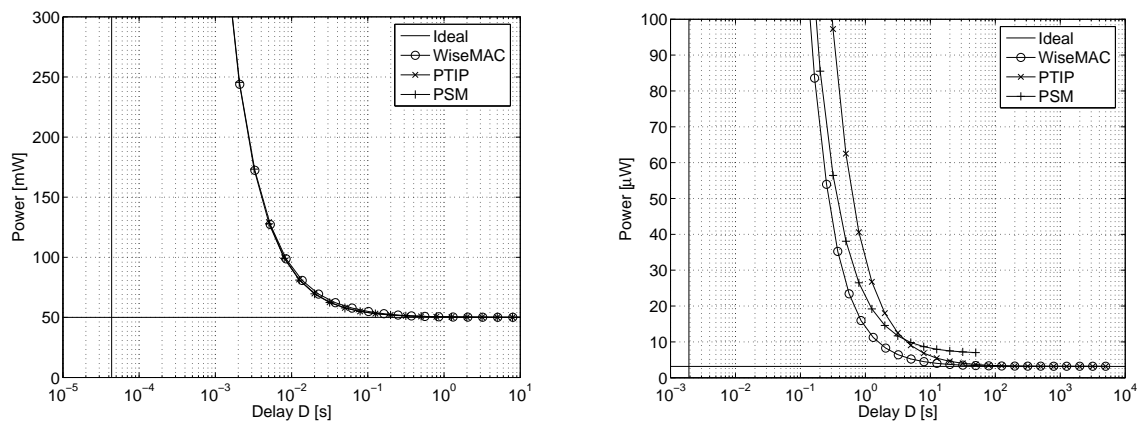 300
250
200
150
100
50
0
Power [mW]
10^-5
10^-4
10^-3
10^-2
10^-1
10^0
10^1
Delay D [s]
Ideal
WiseMAC
PTIP
PSM
100
90
80
70
60
50
40
30
20
10
0
Power [µW]
10^-3
10^-2
10^-1
10^0
10^1
10^2
10^3
10^4
Delay D [s]
Ideal
WiseMAC
PTIP
PSM